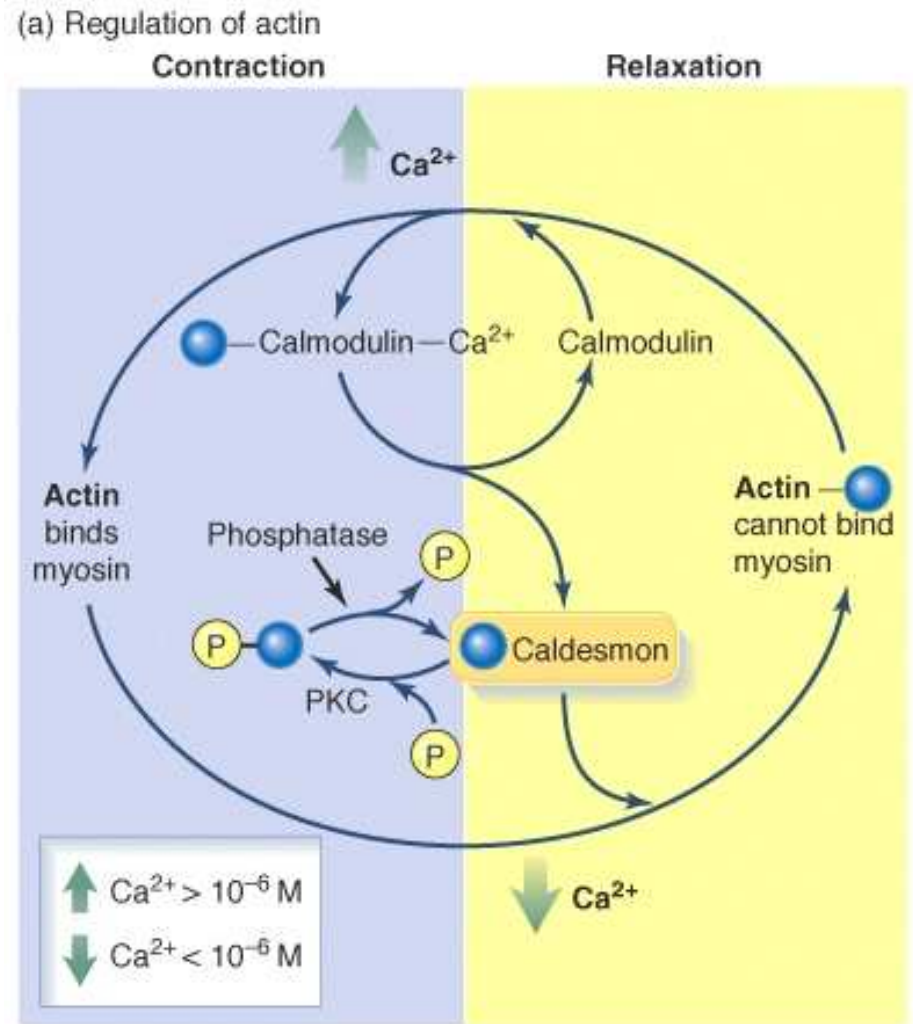 (a) Regulation of actin
Contraction
Relaxation
Ca²⁺
Calmodulin
Ca²⁺
Calmodulin
Actin
binds
myosin
Actin
cannot bind
myosin
Phosphatase
P
P
Caldesmon
PKC
P
Ca²⁺ > 10⁻⁶ M
Ca²⁺ < 10⁻⁶ M
Ca²⁺